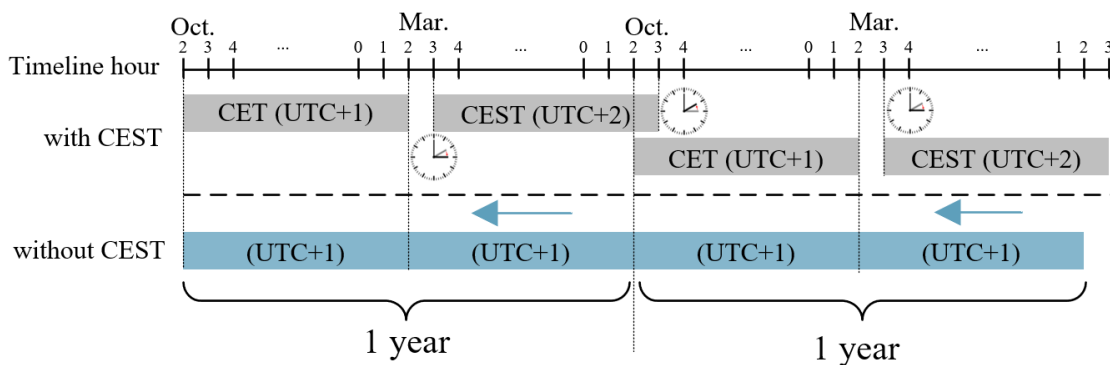 Oct. Mar. Oct. Mar.
2 3 4 ... 0 1 2 3 4 ... 0 1 2 3 4 ... 0 1 2 3 4 ... 1 2 3
Timeline hour
CET (UTC+1) CEST (UTC+2)
with CEST
CET (UTC+1) CEST (UTC+2)
without CEST (UTC+1) (UTC+1) (UTC+1) (UTC+1)
1 year 1 year